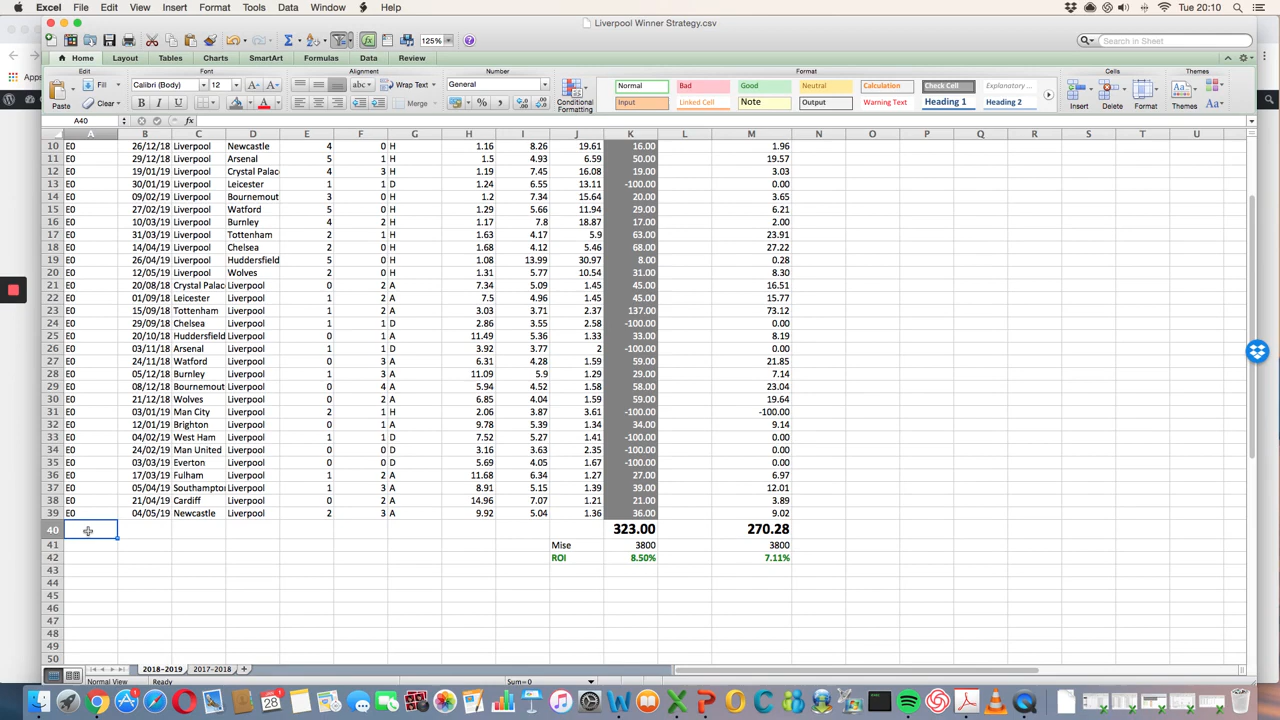 Excel File Edit View Insert Format Tools Data Window Help Tue 20:10
Liverpool Winner Strategy.csv
125% Search in Sheet
Home Layout Tables Charts SmartArt Formulas Data Review
Edit Font Alignment Number Format Cells Themes
Paste Fill Clear Calibri (Body) 12 abc Wrap Text General Normal Bad Good Neutral Calculation Check Cell Explanatory ...
B I U A Merge % Conditional Formatting Input Linked Cell Note Output Warning Text Heading 1 Heading 2 Insert Delete Format Themes Aa
A40 fx
A B C D E F G H I J K L M N O P Q R S T U
10 E0 26/12/18 Liverpool Newcastle 4 0 H 1.16 8.26 19.61 16.00 1.96
11 E0 29/12/18 Liverpool Arsenal 5 1 H 1.5 4.93 6.59 50.00 19.57
12 E0 19/01/19 Liverpool Crystal Palac 4 3 H 1.19 7.45 16.08 19.00 3.03
13 E0 30/01/19 Liverpool Leicester 1 1 D 1.24 6.55 13.11 -100.00 0.00
14 E0 09/02/19 Liverpool Bournemout 3 0 H 1.2 7.34 15.64 20.00 3.65
15 E0 27/02/19 Liverpool Watford 5 0 H 1.29 5.66 11.94 29.00 6.21
16 E0 10/03/19 Liverpool Burnley 4 2 H 1.17 7.8 18.87 17.00 2.00
17 E0 31/03/19 Liverpool Tottenham 2 1 H 1.63 4.17 5.9 63.00 23.91
18 E0 14/04/19 Liverpool Chelsea 2 0 H 1.68 4.12 5.46 68.00 27.22
19 E0 26/04/19 Liverpool Huddersfield 5 0 H 1.08 13.99 30.97 8.00 0.28
20 E0 12/05/19 Liverpool Wolves 2 0 H 1.31 5.77 10.54 31.00 8.30
21 E0 20/08/18 Crystal Palac Liverpool 0 2 A 7.34 5.09 1.45 45.00 16.51
22 E0 01/09/18 Leicester Liverpool 1 2 A 7.5 4.96 1.45 45.00 15.77
23 E0 15/09/18 Tottenham Liverpool 1 2 A 3.03 3.71 2.37 137.00 73.12
24 E0 29/09/18 Chelsea Liverpool 1 1 D 2.86 3.55 2.58 -100.00 0.00
25 E0 20/10/18 Huddersfield Liverpool 0 1 A 11.49 5.38 1.33 33.00 8.19
26 E0 03/11/18 Arsenal Liverpool 1 1 D 3.92 3.77 2 -100.00 0.00
27 E0 24/11/18 Watford Liverpool 0 3 A 6.31 4.28 1.59 59.00 21.85
28 E0 05/12/18 Burnley Liverpool 1 3 A 11.09 5.9 1.29 29.00 7.14
29 E0 08/12/18 Bournemout Liverpool 0 4 A 5.94 4.52 1.58 58.00 23.04
30 E0 21/12/18 Wolves Liverpool 0 2 A 6.85 4.04 1.59 59.00 19.64
31 E0 03/01/19 Man City Liverpool 2 1 H 2.06 3.87 3.61 -100.00 -100.00
32 E0 12/01/19 Brighton Liverpool 0 1 A 9.78 5.39 1.34 34.00 9.14
33 E0 04/02/19 West Ham Liverpool 1 1 D 7.52 5.27 1.41 -100.00 0.00
34 E0 24/02/19 Man United Liverpool 0 0 D 3.16 3.63 2.35 -100.00 0.00
35 E0 03/03/19 Everton Liverpool 0 0 D 5.69 4.05 1.67 -100.00 0.00
36 E0 17/03/19 Fulham Liverpool 1 2 A 11.68 6.34 1.27 27.00 6.97
37 E0 05/04/19 Southampto Liverpool 1 3 A 8.91 5.15 1.39 39.00 12.01
38 E0 21/04/19 Cardiff Liverpool 0 2 A 14.96 7.07 1.21 21.00 3.89
39 E0 04/05/19 Newcastle Liverpool 2 3 A 9.92 5.04 1.36 36.00 9.02
40 323.00 270.28
41 Mise 3800 3800
42 ROI 8.50% 7.11%
43
44
45
46
47
48
49
50
2018-2019 2017-2018 +
Normal View Ready Sum=0